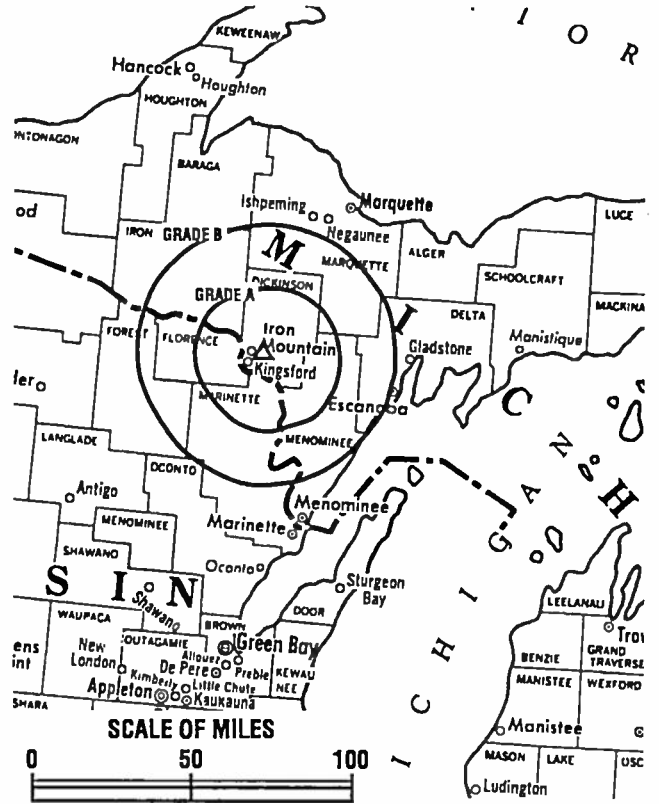 I O R
KEWEENAW
Hancock
Houghton
HOUGHTON
NTONAGON
BARAGA
Ishpeming
Marquette
Negaunee
LUCE
od
IRON
GRADE B
M
MARQUETTE
ALGER
SCHOOLCRAFT
DICKINSON
GRADE A
MACKINA
I
DELTA
FOREST
FLORENCE
Iron
Mountain
Kingsford
Gladstone
Manistique
ler
MARINETTE
Escanaba
C
LANGLADE
MENOMINEE
OCONTO
Antigo
H
MENOMINEE
Marinette
Menominee
SHAWANO
Oconto
S I N
Shawano
Sturgeon
Bay
WAUPACA
BROWN
DOOR
LEELANAU
OUTAGAMIE
Green Bay
Trav
ens
int
New
London
Allouez
De Pere
Preble
KEWAU
NEE
BENZIE
GRAND
TRAVERSE
Kimberly
Little Chute
Appleton
Kaukauna
MANISTEE
WEXFORD
SHARA
M I C H I G A N
Manistee
SCALE OF MILES
MASON
LAKE
OSC
0 50 100
Ludington